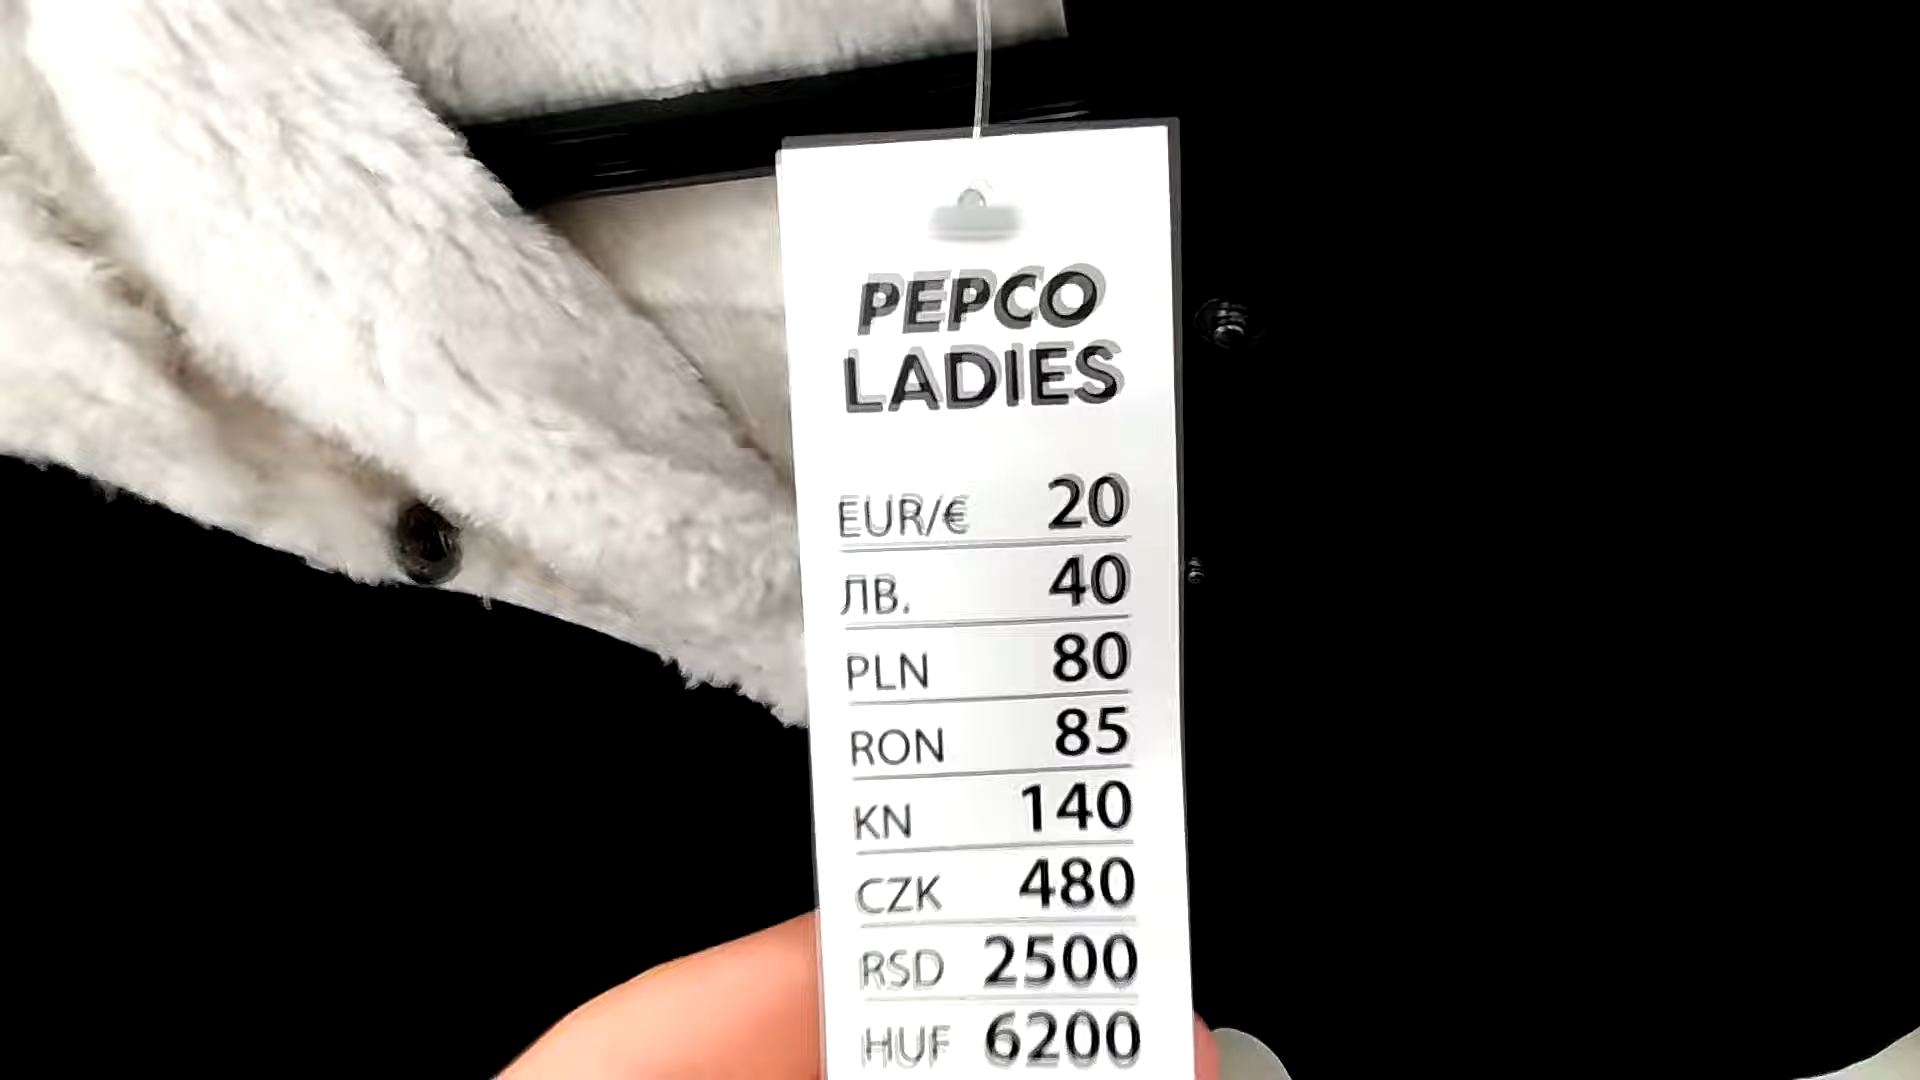 PEPCO
LADIES
EUR/€ 20
ЛВ. 40
PLN 80
RON 85
KN 140
CZK 480
RSD 2500
HUF 6200